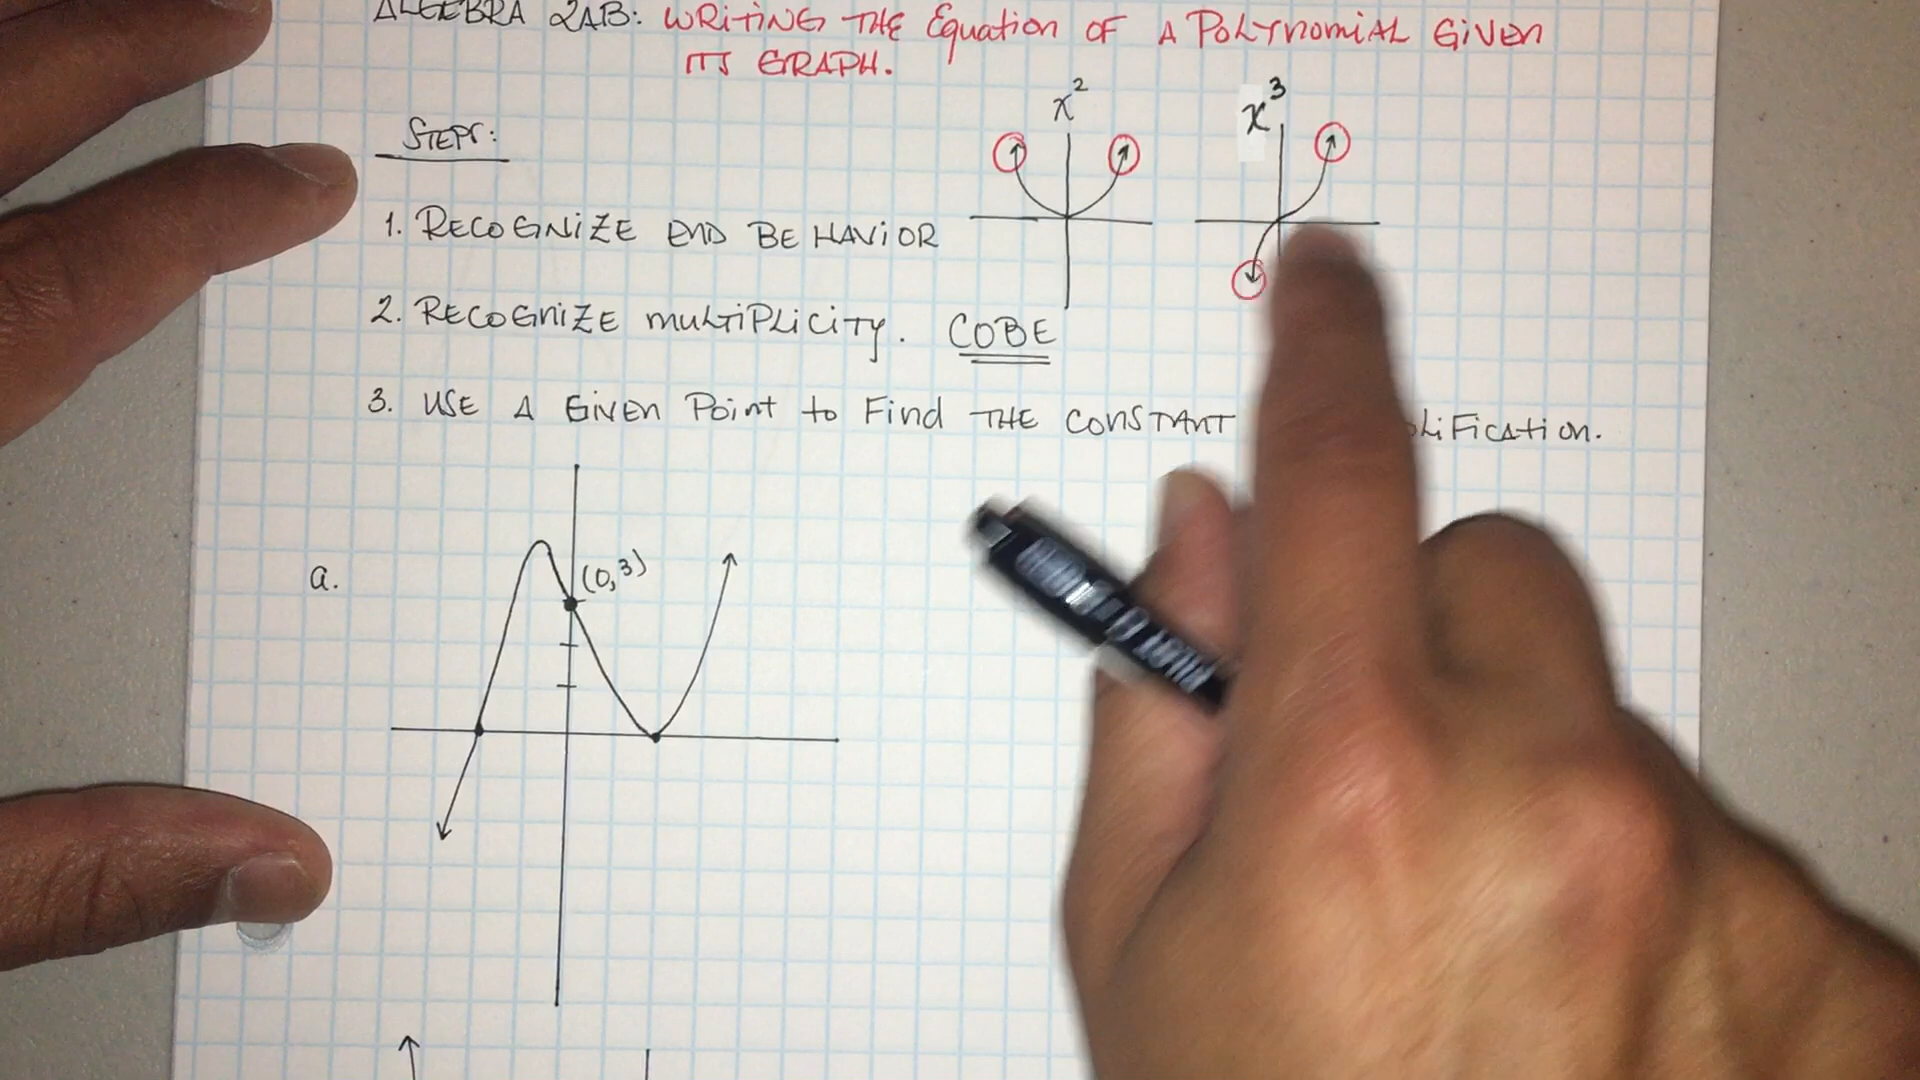 ALGEBRA 2AB: WRITING THE Equation OF A POLYNOMIAL GIVEN
ITS GRAPH.
x²
x³
STEPS:
1. RECOGNIZE END BEHAVIOR
2. RECOGNIZE MULTIPLICITY. COBE
3. USE A GIVEN POINT to FIND THE CONSTANT
a.
(0,3)
PILOT